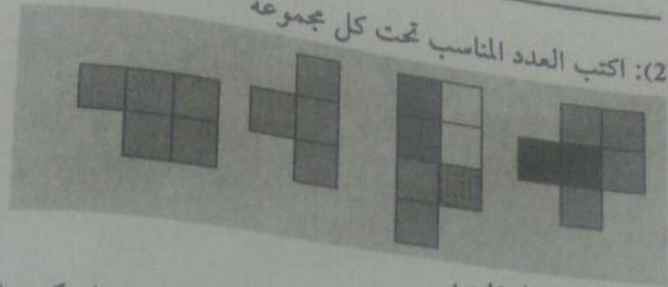 2): اكتب العدد المناسب تحت كل مجموعة